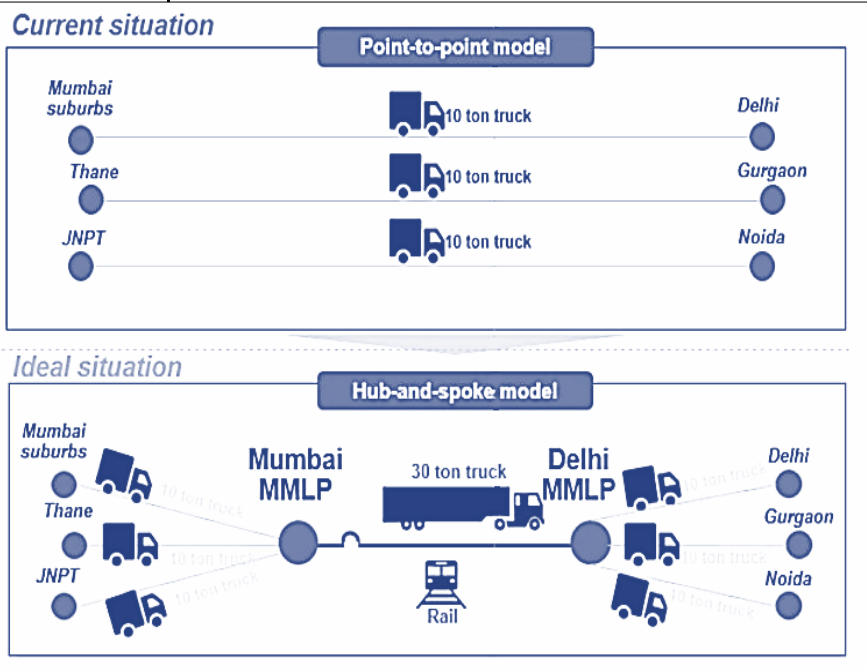 Current situation
Point-to-point model
Mumbai
suburbs
10 ton truck
Delhi
Thane
10 ton truck
Gurgaon
JNPT
10 ton truck
Noida
Ideal situation
Hub-and-spoke model
Mumbai
suburbs
10 ton truck
Thane
10 ton truck
JNPT
10 ton truck
Mumbai
MMLP
30 ton truck
Rail
Delhi
MMLP
10 ton truck
Delhi
10 ton truck
Gurgaon
10 ton truck
Noida